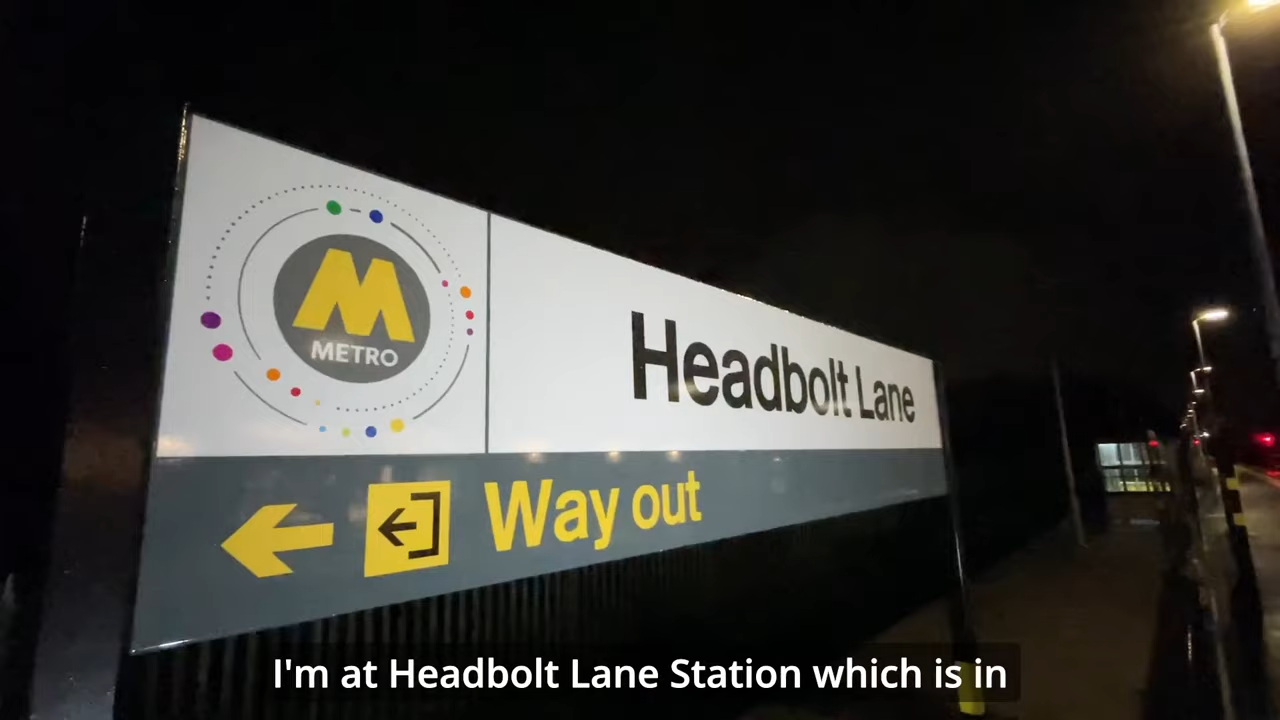 M
METRO
Headbolt Lane
Way out
I'm at Headbolt Lane Station which is in